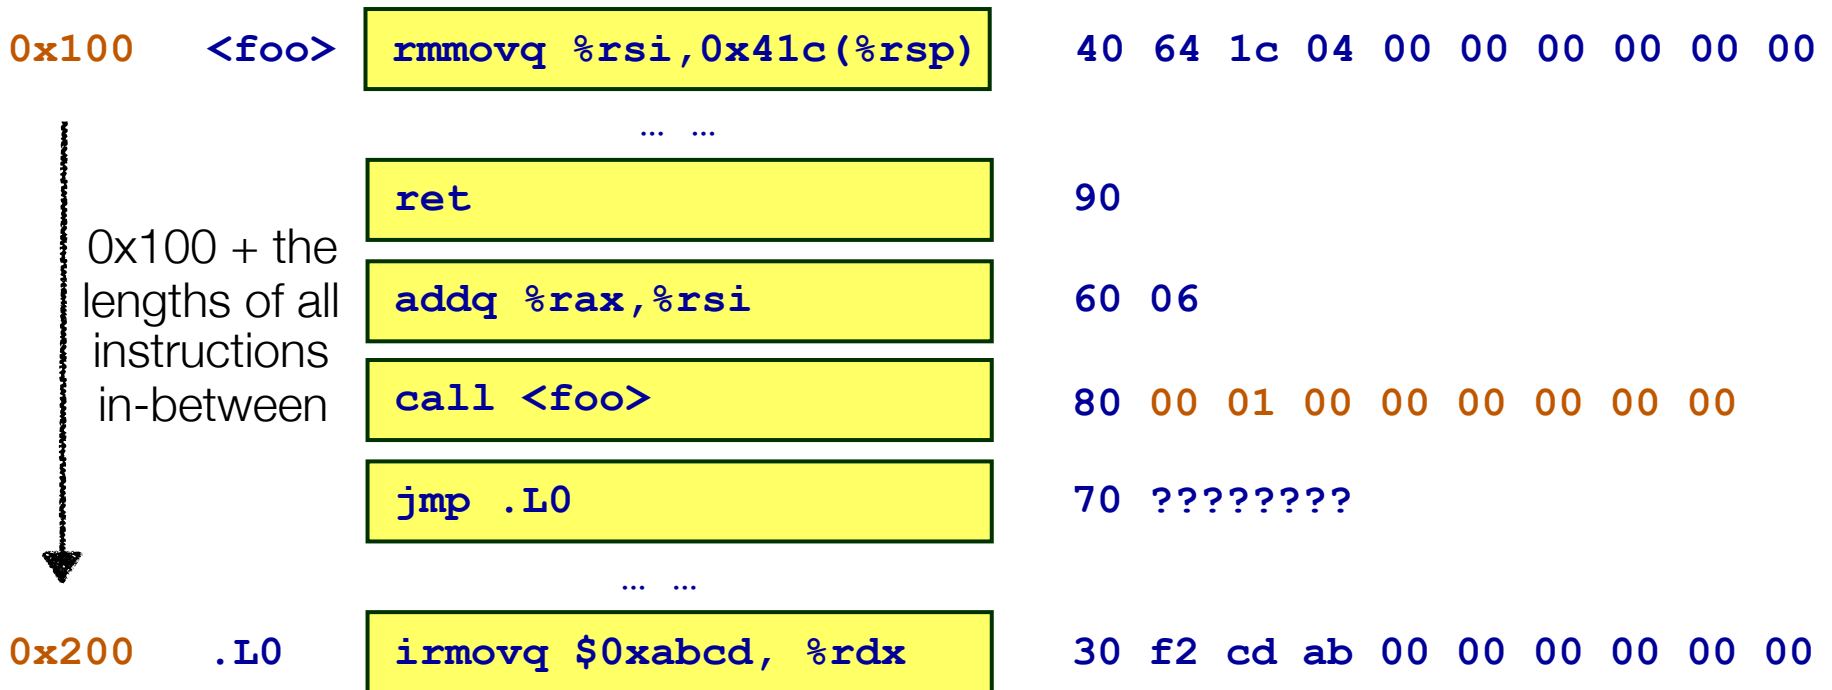 0x100 <foo> rmmovq %rsi,0x41c(%rsp) 40 64 1c 04 00 00 00 00 00 00
... ...
ret 90
0x100 + the
lengths of all
instructions
in-between
addq %rax,%rsi 60 06
call <foo> 80 00 01 00 00 00 00 00 00
jmp .L0 70 ????????
... ...
0x200 .L0 irmovq $0xabcd, %rdx 30 f2 cd ab 00 00 00 00 00 00